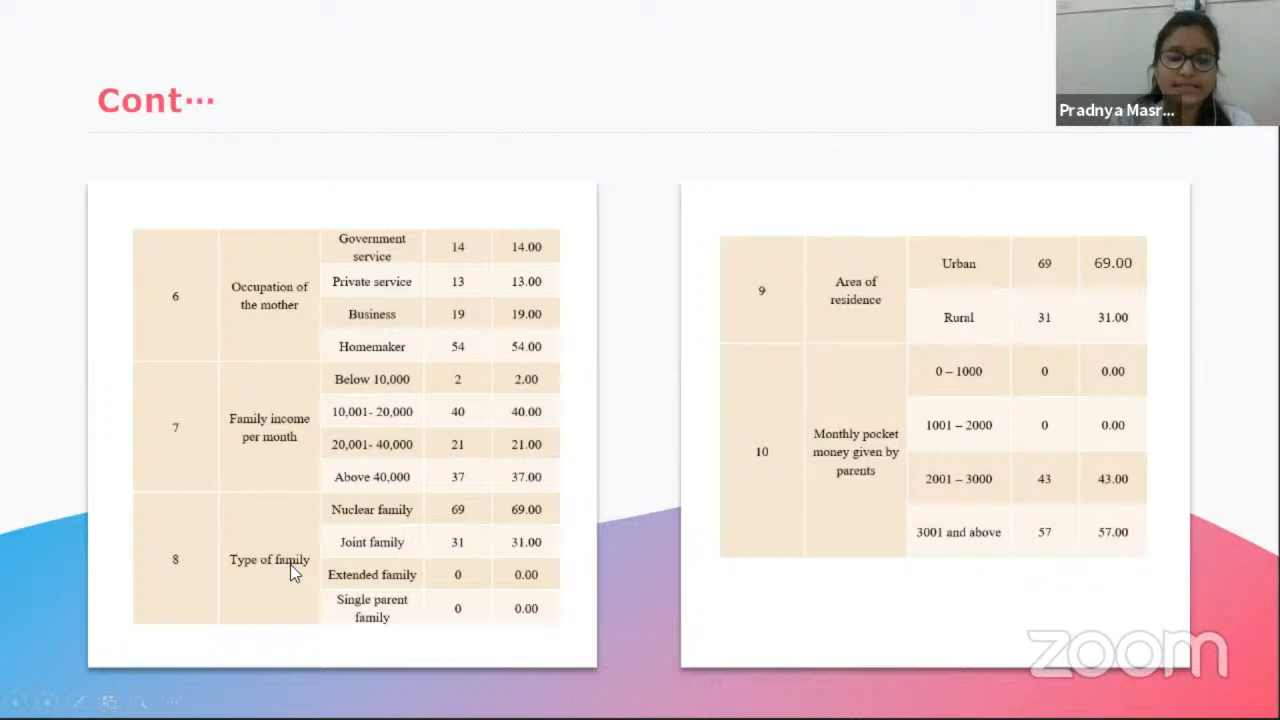 Cont…
Pradnya Masr...
6
Occupation of
the mother
Government
service
14
14.00
Private service
13
13.00
Business
19
19.00
Homemaker
54
54.00
7
Family income
per month
Below 10,000
2
2.00
10,001- 20,000
40
40.00
20,001- 40,000
21
21.00
Above 40,000
37
37.00
8
Type of family
Nuclear family
69
69.00
Joint family
31
31.00
Extended family
0
0.00
Single parent
family
0
0.00
9
Area of
residence
Urban
69
69.00
Rural
31
31.00
10
Monthly pocket
money given by
parents
0 – 1000
0
0.00
1001 – 2000
0
0.00
2001 – 3000
43
43.00
3001 and above
57
57.00
zoom